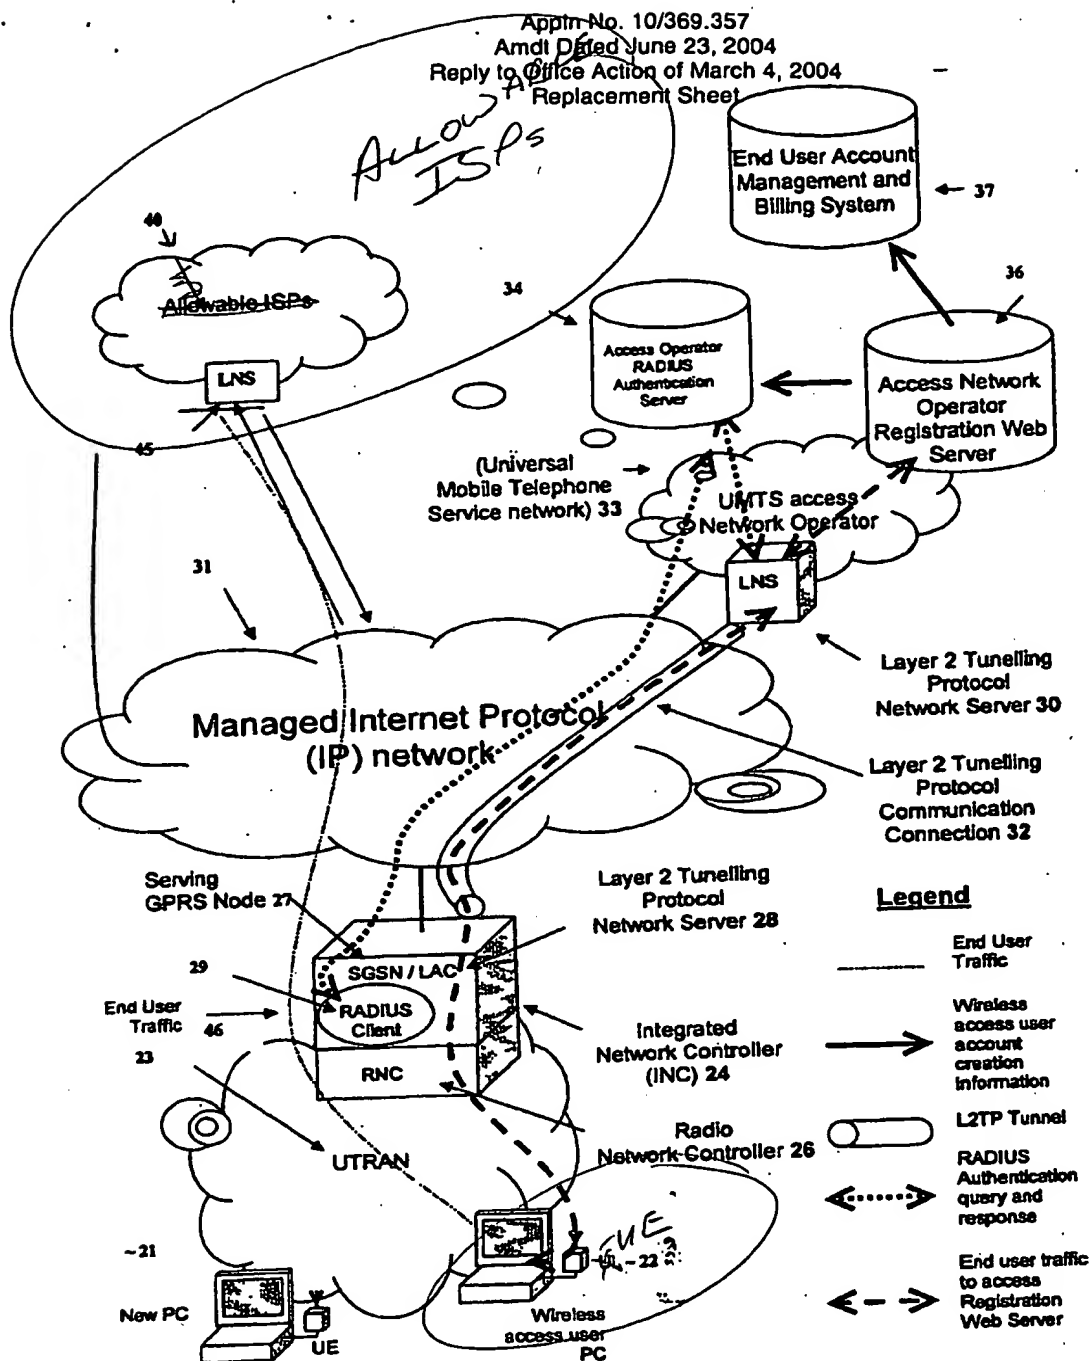 Appln No. 10/369.357
Amdt Dated June 23, 2004
Reply to Office Action of March 4, 2004
Replacement Sheet
ALLOWABLE
ISPs
End User Account
Management and
Billing System
37
40
Allowable ISPs
34
36
Access Operator
RADIUS
Authentication
Server
LNS
Access Network
Operator
Registration Web
Server
45
(Universal
Mobile Telephone
Service network) 33
UMTS access
Network Operator
LNS
31
Layer 2 Tunelling
Protocol
Network Server 30
Managed Internet Protocol
(IP) network
Layer 2 Tunelling
Protocol
Communication
Connection 32
Serving
GPRS Node 27
Layer 2 Tunelling
Protocol
Network Server 28
Legend
SGSN / LAC
End User
Traffic
29
RADIUS
Client
End User
Traffic 46
Wireless
access user
account
creation
Information
23
Integrated
Network Controller
(INC) 24
RNC
L2TP Tunnel
Radio
Network Controller 26
UTRAN
RADIUS
Authentication
query and
response
UE
~22
~21
New PC
UE
Wireless
access user
PC
End user traffic
to access
Registration
Web Server